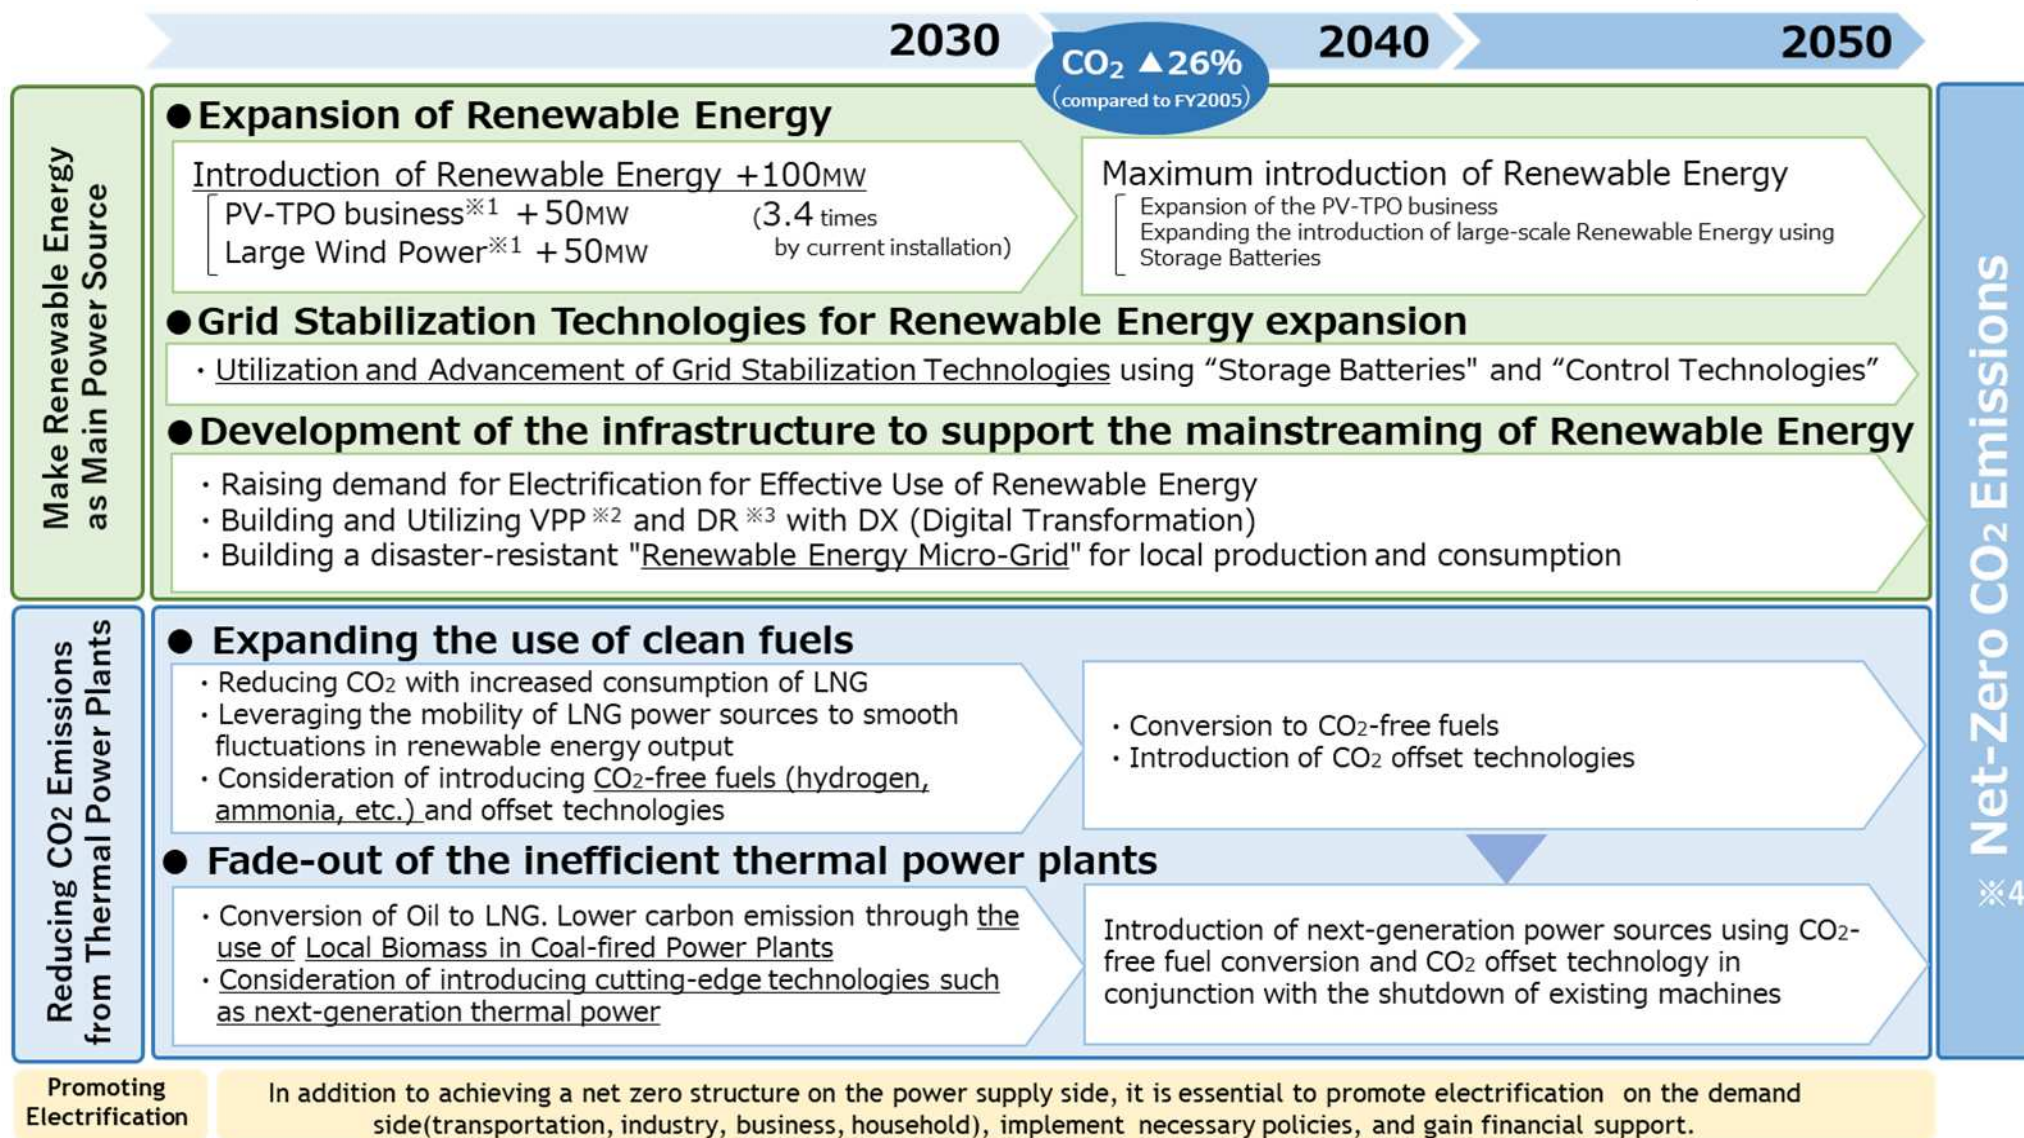 2030
2040
2050
CO₂ ▲26%
(compared to FY2005)
Make Renewable Energy
as Main Power Source
●Expansion of Renewable Energy
Introduction of Renewable Energy +100MW
PV-TPO business※1 +50MW (3.4 times
Large Wind Power※1 +50MW by current installation)
Maximum introduction of Renewable Energy
Expansion of the PV-TPO business
Expanding the introduction of large-scale Renewable Energy using
Storage Batteries
●Grid Stabilization Technologies for Renewable Energy expansion
・Utilization and Advancement of Grid Stabilization Technologies using “Storage Batteries" and “Control Technologies”
●Development of the infrastructure to support the mainstreaming of Renewable Energy
・Raising demand for Electrification for Effective Use of Renewable Energy
・Building and Utilizing VPP ※2 and DR ※3 with DX (Digital Transformation)
・Building a disaster-resistant "Renewable Energy Micro-Grid" for local production and consumption
Reducing CO2 Emissions
from Thermal Power Plants
● Expanding the use of clean fuels
・Reducing CO2 with increased consumption of LNG
・Leveraging the mobility of LNG power sources to smooth
fluctuations in renewable energy output
・Consideration of introducing CO2-free fuels (hydrogen,
ammonia, etc.) and offset technologies
・Conversion to CO2-free fuels
・Introduction of CO2 offset technologies
● Fade-out of the inefficient thermal power plants
・Conversion of Oil to LNG. Lower carbon emission through the
use of Local Biomass in Coal-fired Power Plants
・Consideration of introducing cutting-edge technologies such
as next-generation thermal power
Introduction of next-generation power sources using CO2-
free fuel conversion and CO2 offset technology in
conjunction with the shutdown of existing machines
Net-Zero CO2 Emissions
※4
Promoting
Electrification
In addition to achieving a net zero structure on the power supply side, it is essential to promote electrification on the demand
side(transportation, industry, business, household), implement necessary policies, and gain financial support.